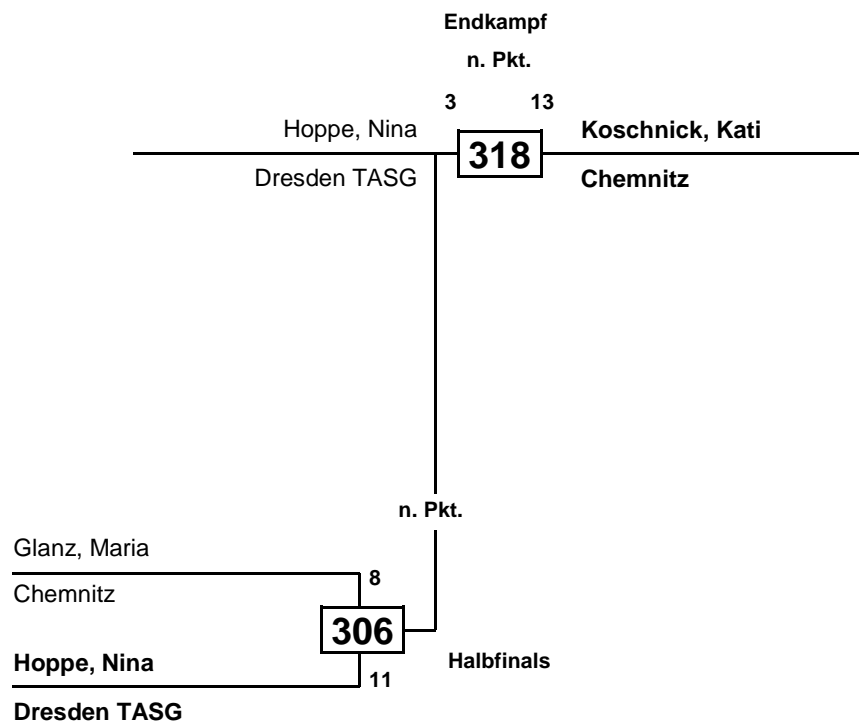 Endkampf
n. Pkt.
3 13
Hoppe, Nina 318 Koschnick, Kati
Dresden TASG Chemnitz
n. Pkt.
Glanz, Maria
8
Chemnitz
306
Hoppe, Nina Halbfinals
11
Dresden TASG